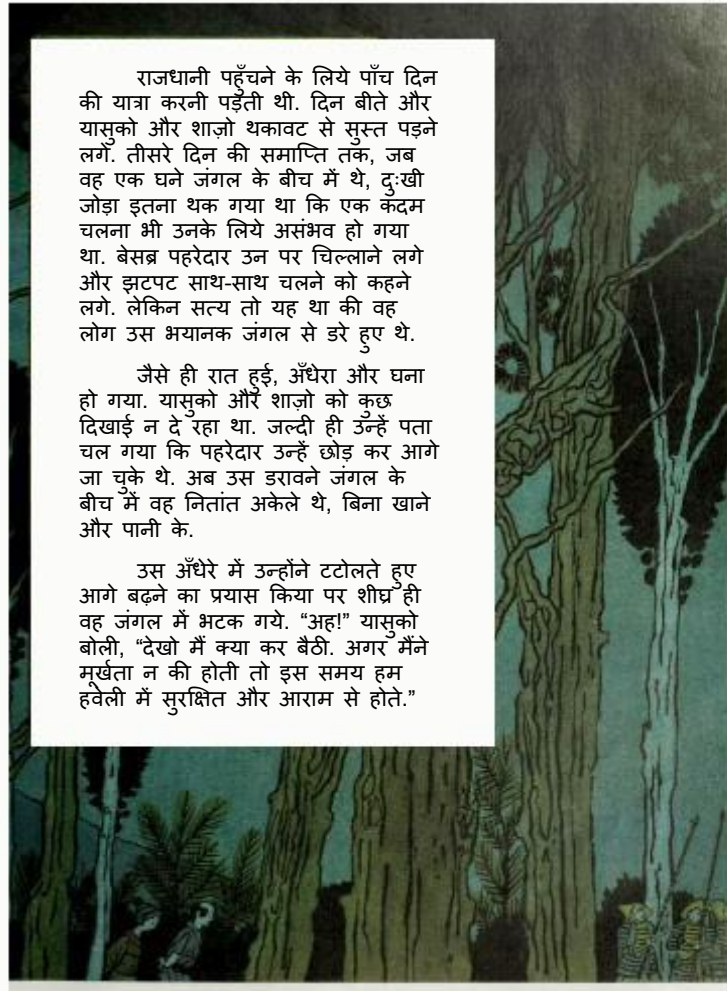 राजधानी पहुँचने के लिये पाँच दिन
की यात्रा करनी पड़ती थी. दिन बीते और
यासुको और शाज़ो थकावट से सुस्त पड़ने
लगे. तीसरे दिन की समाप्ति तक, जब
वह एक घने जंगल के बीच में थे, दुःखी
जोड़ा इतना थक गया था कि एक कदम
चलना भी उनके लिये असंभव हो गया
था. बेसब्र पहरेदार उन पर चिल्लाने लगे
और झटपट साथ-साथ चलने को कहने
लगे. लेकिन सत्य तो यह था की वह
लोग उस भयानक जंगल से डरे हुए थे.
जैसे ही रात हुई, अँधेरा और घना
हो गया. यासुको और शाज़ो को कुछ
दिखाई न दे रहा था. जल्दी ही उन्हें पता
चल गया कि पहरेदार उन्हें छोड़ कर आगे
जा चुके थे. अब उस डरावने जंगल के
बीच में वह नितांत अकेले थे, बिना खाने
और पानी के.
उस अँधेरे में उन्होंने टटोलते हुए
आगे बढ़ने का प्रयास किया पर शीघ्र ही
वह जंगल में भटक गये. “अह!” यासुको
बोली, “देखो मैं क्या कर बैठी. अगर मैंने
मूर्खता न की होती तो इस समय हम
हवेली में सुरक्षित और आराम से होते.”